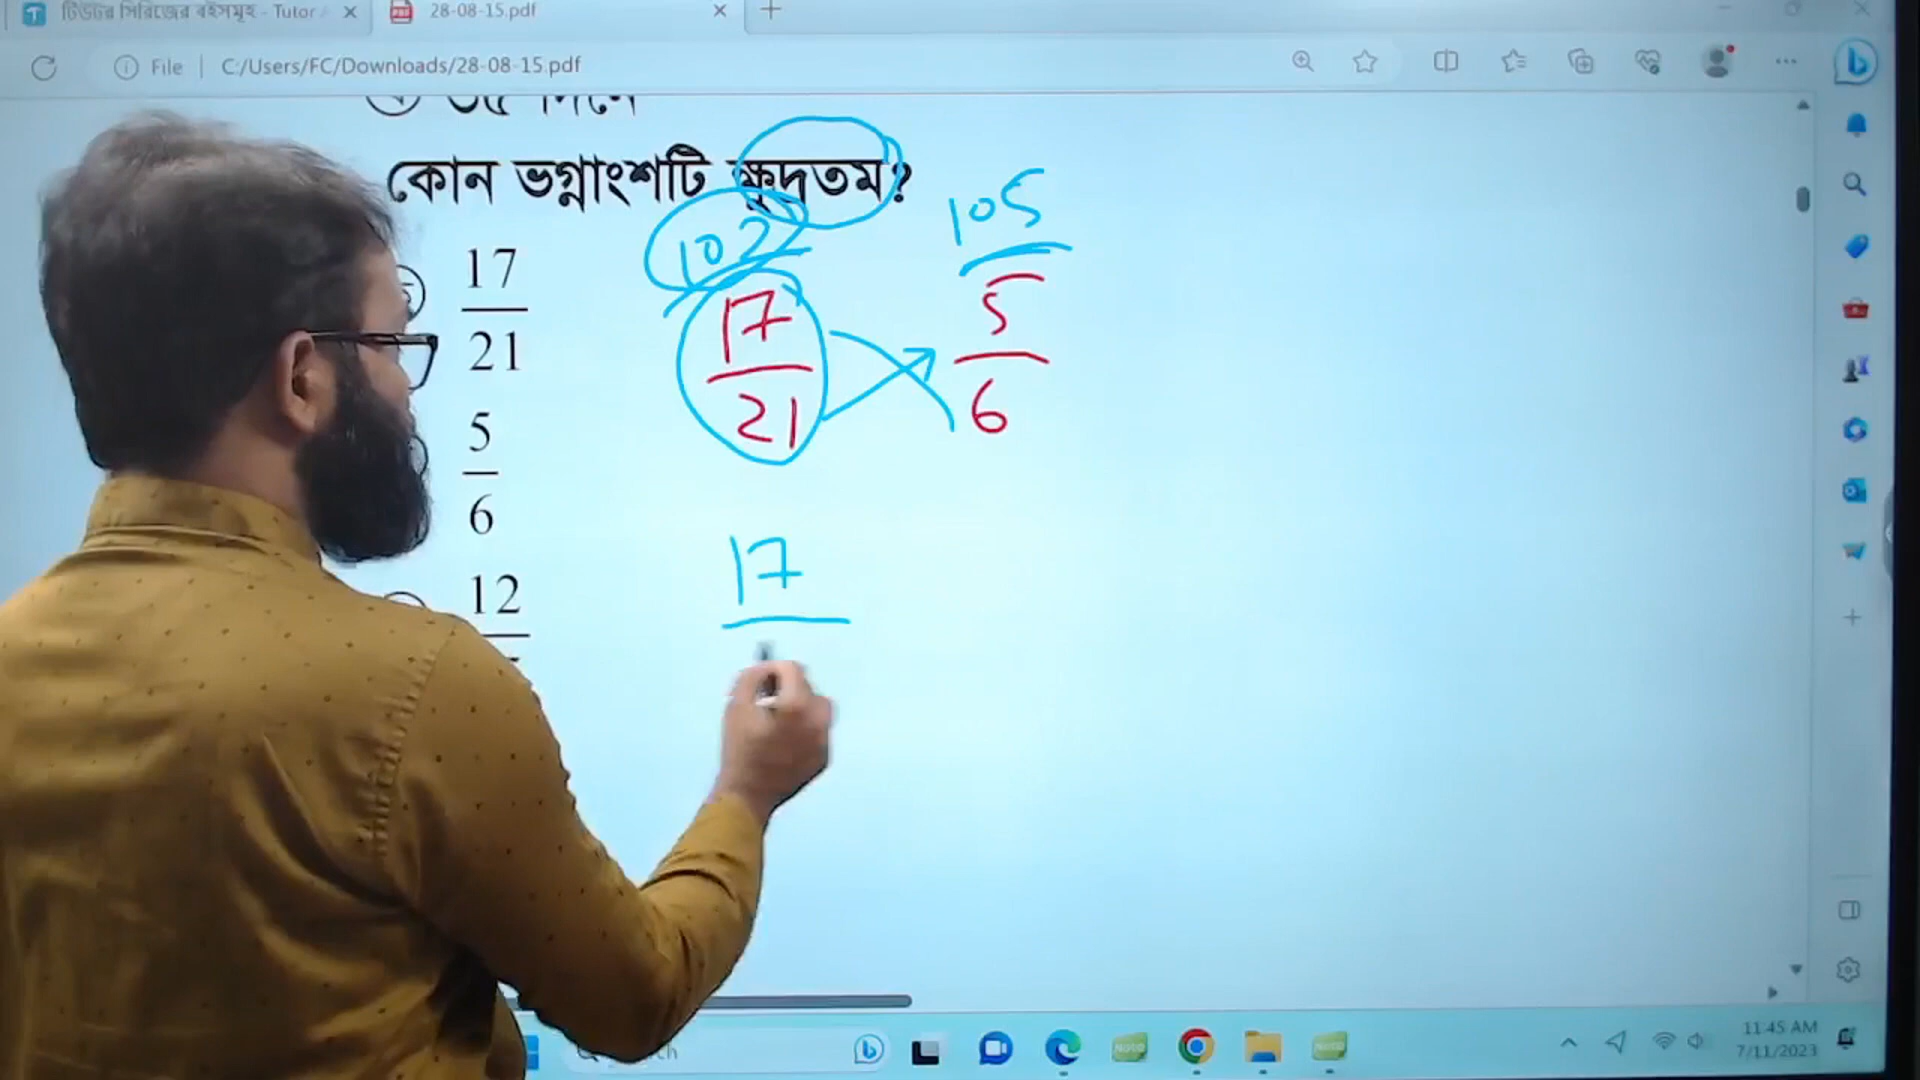 টিউটর সিরিজের বইসমূহ - Tutor
28-08-15.pdf
File | C:/Users/FC/Downloads/28-08-15.pdf
৩৫ দিনে
কোন ভগ্নাংশটি ক্ষুদ্রতম?
17
21
5
6
12
102
105
17
21
5
6
17
11:45 AM
7/11/2023